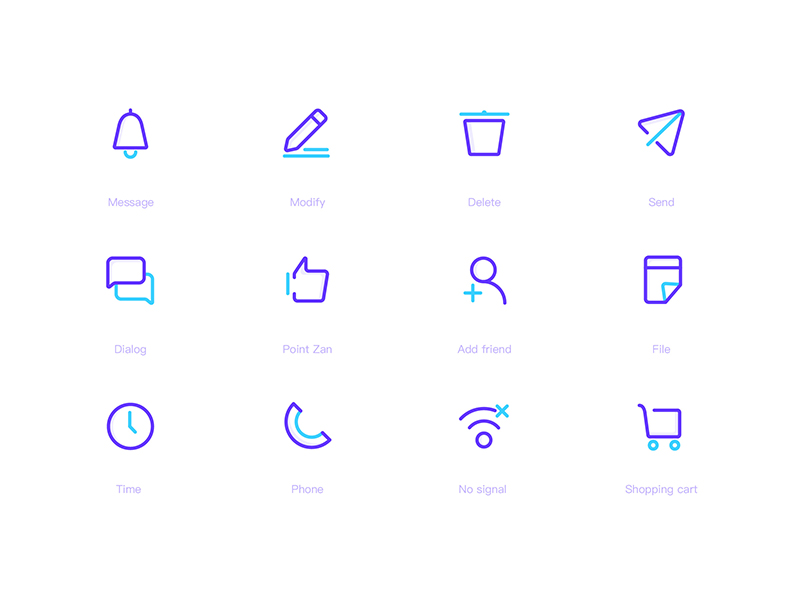 Message
Modify
Delete
Send
Dialog
Point Zan
Add friend
File
Time
Phone
No signal
Shopping cart